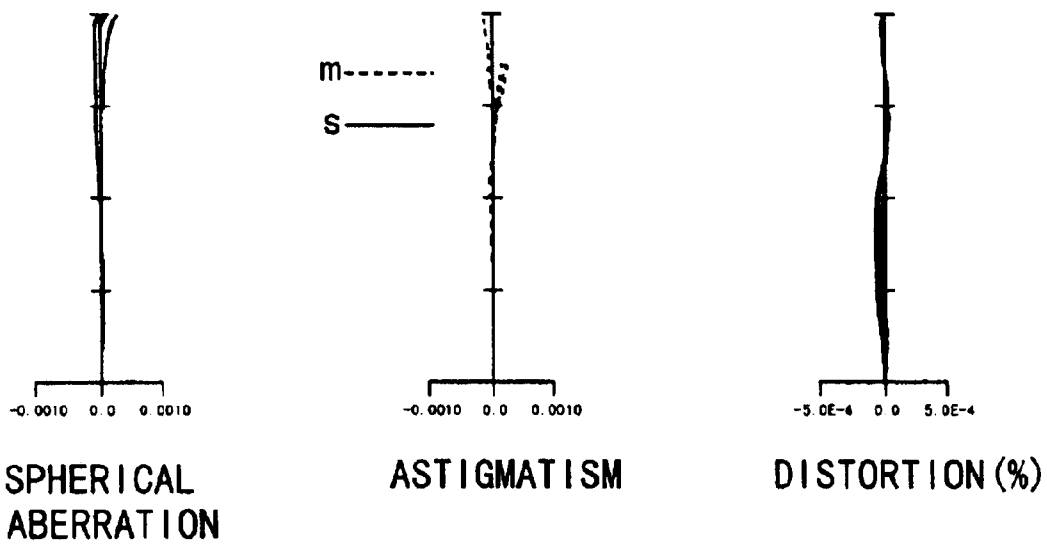 m
s
-0.0010 0.0 0.0010
-0.0010 0.0 0.0010
-5.0E-4 0.0 5.0E-4
SPHERICAL
ABERRATION
ASTIGMATISM
DISTORTION (%)